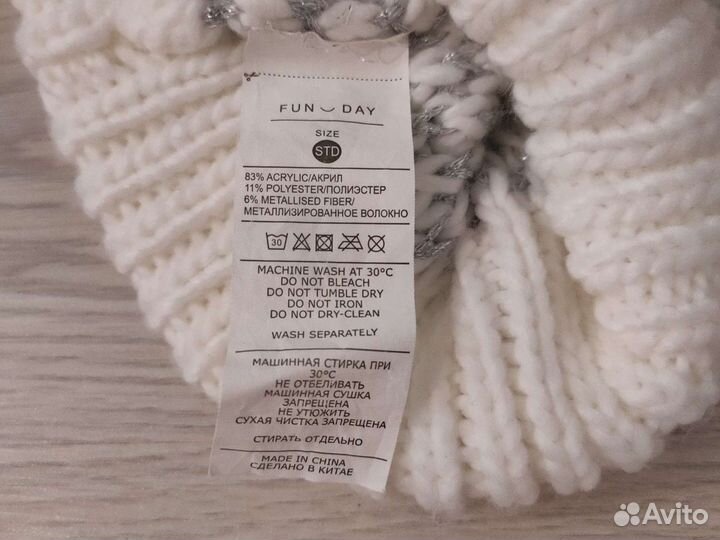 FUN DAY
SIZE
STD
83% ACRYLIC/АКРИЛ
11% POLYESTER/ПОЛИЭСТЕР
6% METALLISED FIBER/
МЕТАЛЛИЗИРОВАННОЕ ВОЛОКНО
30
MACHINE WASH AT 30°C
DO NOT BLEACH
DO NOT TUMBLE DRY
DO NOT IRON
DO NOT DRY-CLEAN
WASH SEPARATELY
МАШИННАЯ СТИРКА ПРИ
30°C
НЕ ОТБЕЛИВАТЬ
МАШИННАЯ СУШКА
ЗАПРЕЩЕНА
НЕ УТЮЖИТЬ
СУХАЯ ЧИСТКА ЗАПРЕЩЕНА
СТИРАТЬ ОТДЕЛЬНО
MADE IN CHINA
СДЕЛАНО В КИТАЕ
Avito